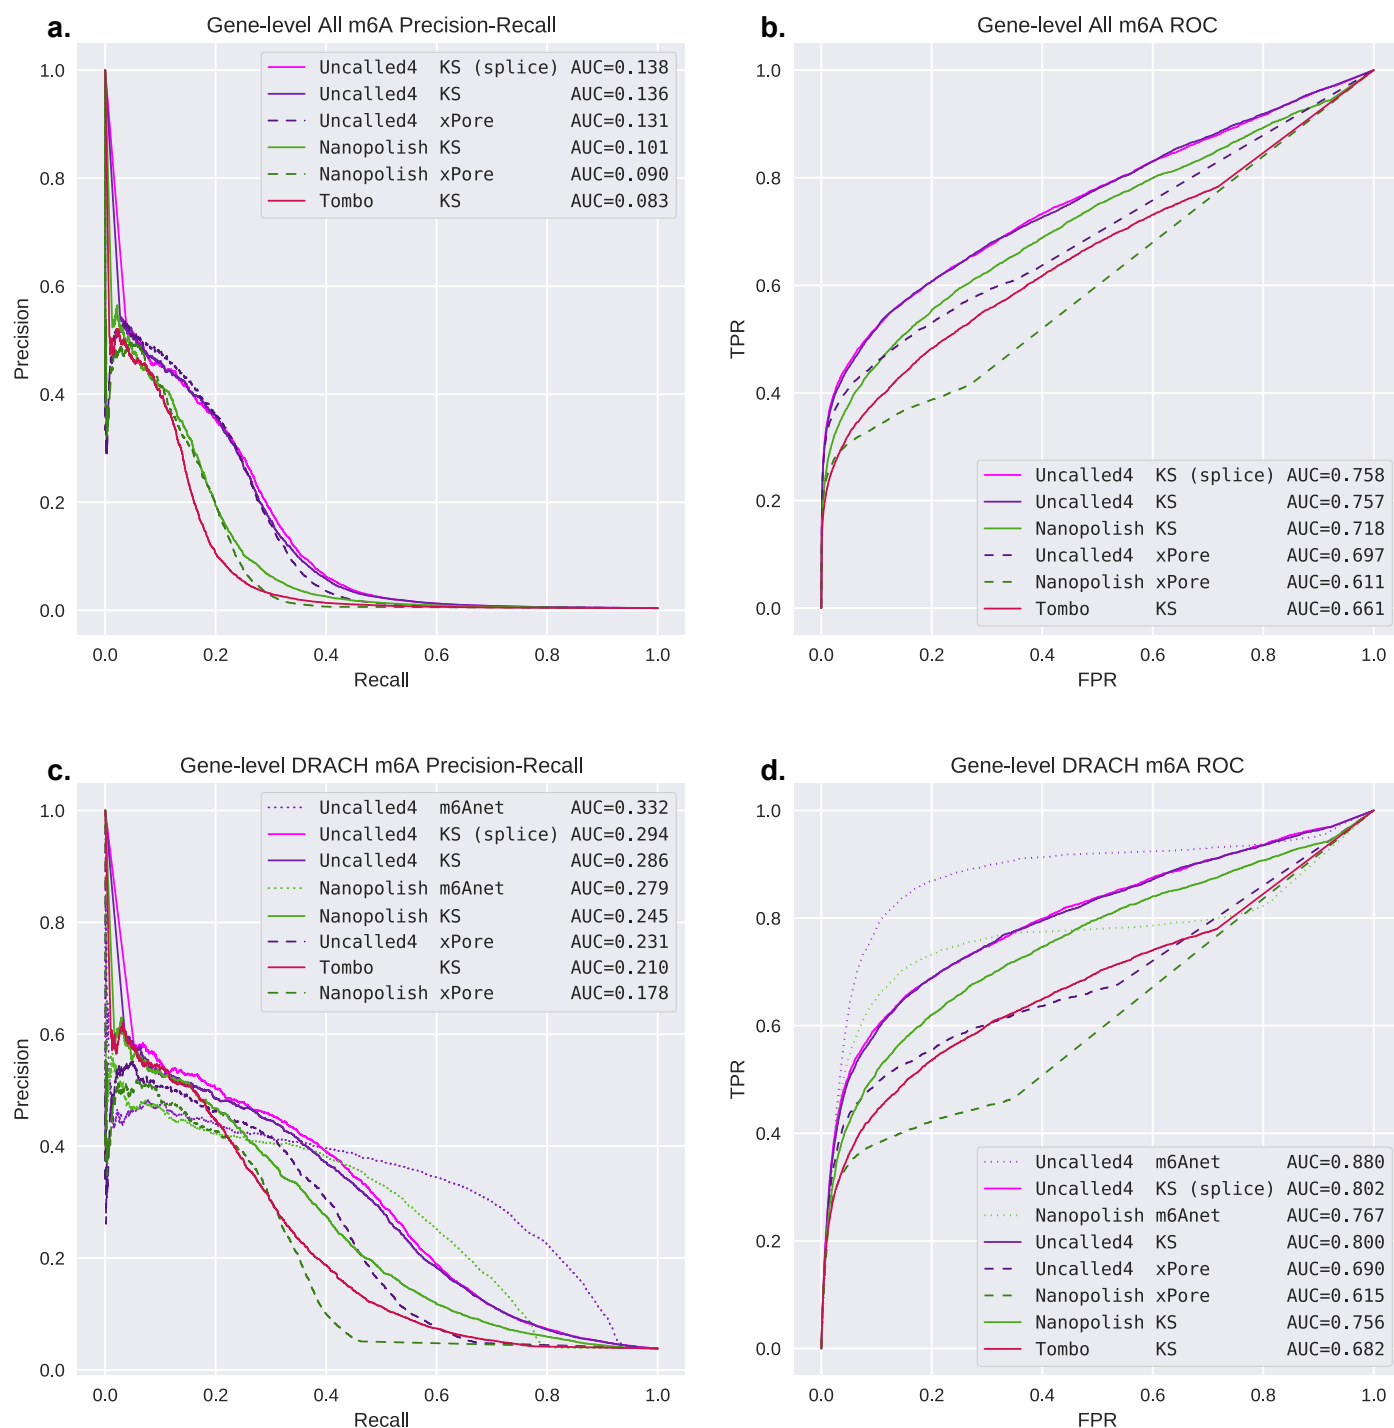 a.
Gene-level All m6A Precision-Recall
Uncalled4 KS (splice) AUC=0.138
Uncalled4 KS AUC=0.136
Uncalled4 xPore AUC=0.131
Nanopolish KS AUC=0.101
Nanopolish xPore AUC=0.090
Tombo KS AUC=0.083
1.0
0.8
0.6
0.4
0.2
0.0
Precision
0.0 0.2 0.4 0.6 0.8 1.0
Recall
b.
Gene-level All m6A ROC
1.0
0.8
0.6
0.4
0.2
0.0
TPR
Uncalled4 KS (splice) AUC=0.758
Uncalled4 KS AUC=0.757
Nanopolish KS AUC=0.718
Uncalled4 xPore AUC=0.697
Nanopolish xPore AUC=0.611
Tombo KS AUC=0.661
0.0 0.2 0.4 0.6 0.8 1.0
FPR
c.
Gene-level DRACH m6A Precision-Recall
Uncalled4 m6Anet AUC=0.332
Uncalled4 KS (splice) AUC=0.294
Uncalled4 KS AUC=0.286
Nanopolish m6Anet AUC=0.279
Nanopolish KS AUC=0.245
Uncalled4 xPore AUC=0.231
Tombo KS AUC=0.210
Nanopolish xPore AUC=0.178
1.0
0.8
0.6
0.4
0.2
0.0
Precision
0.0 0.2 0.4 0.6 0.8 1.0
Recall
d.
Gene-level DRACH m6A ROC
1.0
0.8
0.6
0.4
0.2
0.0
TPR
Uncalled4 m6Anet AUC=0.880
Uncalled4 KS (splice) AUC=0.802
Nanopolish m6Anet AUC=0.767
Uncalled4 KS AUC=0.800
Uncalled4 xPore AUC=0.690
Nanopolish xPore AUC=0.615
Nanopolish KS AUC=0.756
Tombo KS AUC=0.682
0.0 0.2 0.4 0.6 0.8 1.0
FPR